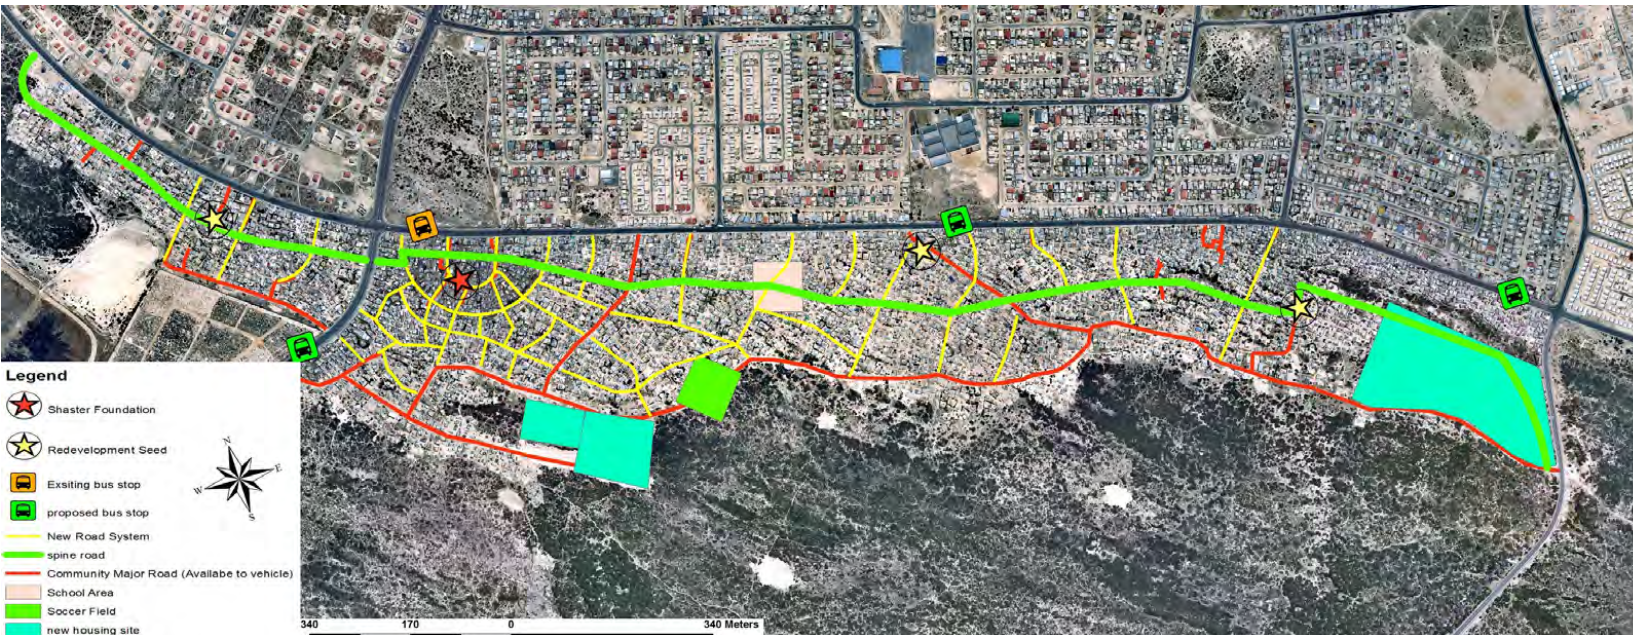 Legend
Shaster Foundation
Redevelopment Seed
Exsiting bus stop
proposed bus stop
New Road System
spine road
Community Major Road (Availabe to vehicle)
School Area
Soccer Field
new housing site
N
E
W
S
340 170 0 340 Meters